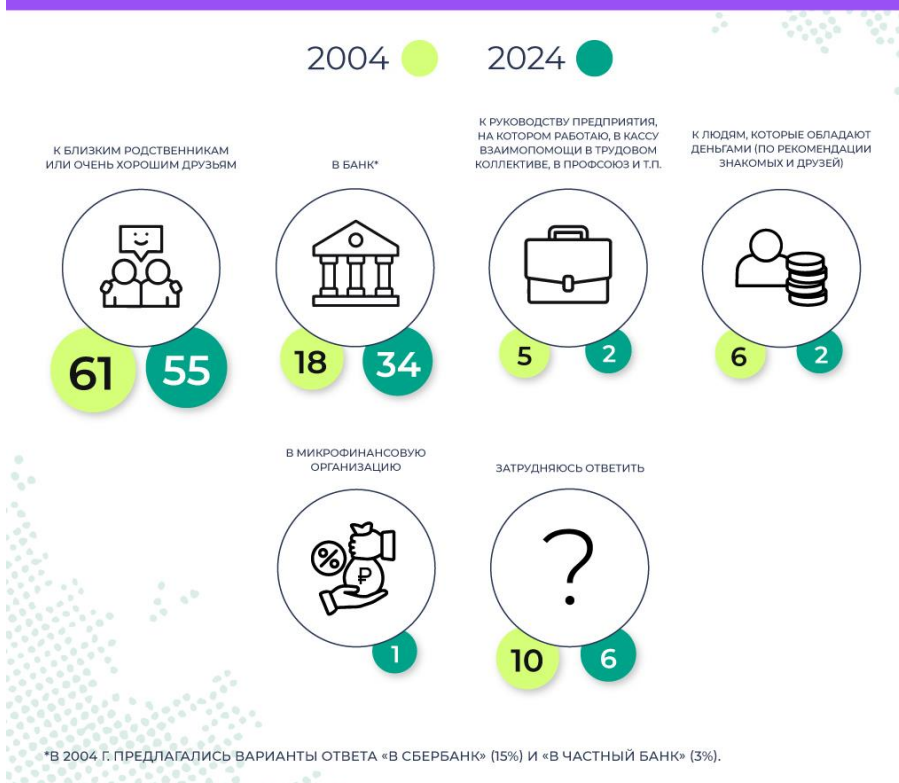 2004
2024
К БЛИЗКИМ РОДСТВЕННИКАМ
ИЛИ ОЧЕНЬ ХОРОШИМ ДРУЗЬЯМ
61
55
В БАНК*
18
34
К РУКОВОДСТВУ ПРЕДПРИЯТИЯ,
НА КОТОРОМ РАБОТАЮ, В КАССУ
ВЗАИМОПОМОЩИ В ТРУДОВОМ
КОЛЛЕКТИВЕ, В ПРОФСОЮЗ И Т.П.
5
2
К ЛЮДЯМ, КОТОРЫЕ ОБЛАДАЮТ
ДЕНЬГАМИ (ПО РЕКОМЕНДАЦИИ
ЗНАКОМЫХ И ДРУЗЕЙ)
6
2
В МИКРОФИНАНСОВУЮ
ОРГАНИЗАЦИЮ
%
₽
1
ЗАТРУДНЯЮСЬ ОТВЕТИТЬ
?
10
6
*В 2004 Г. ПРЕДЛАГАЛИСЬ ВАРИАНТЫ ОТВЕТА «В СБЕРБАНК» (15%) И «В ЧАСТНЫЙ БАНК» (3%).